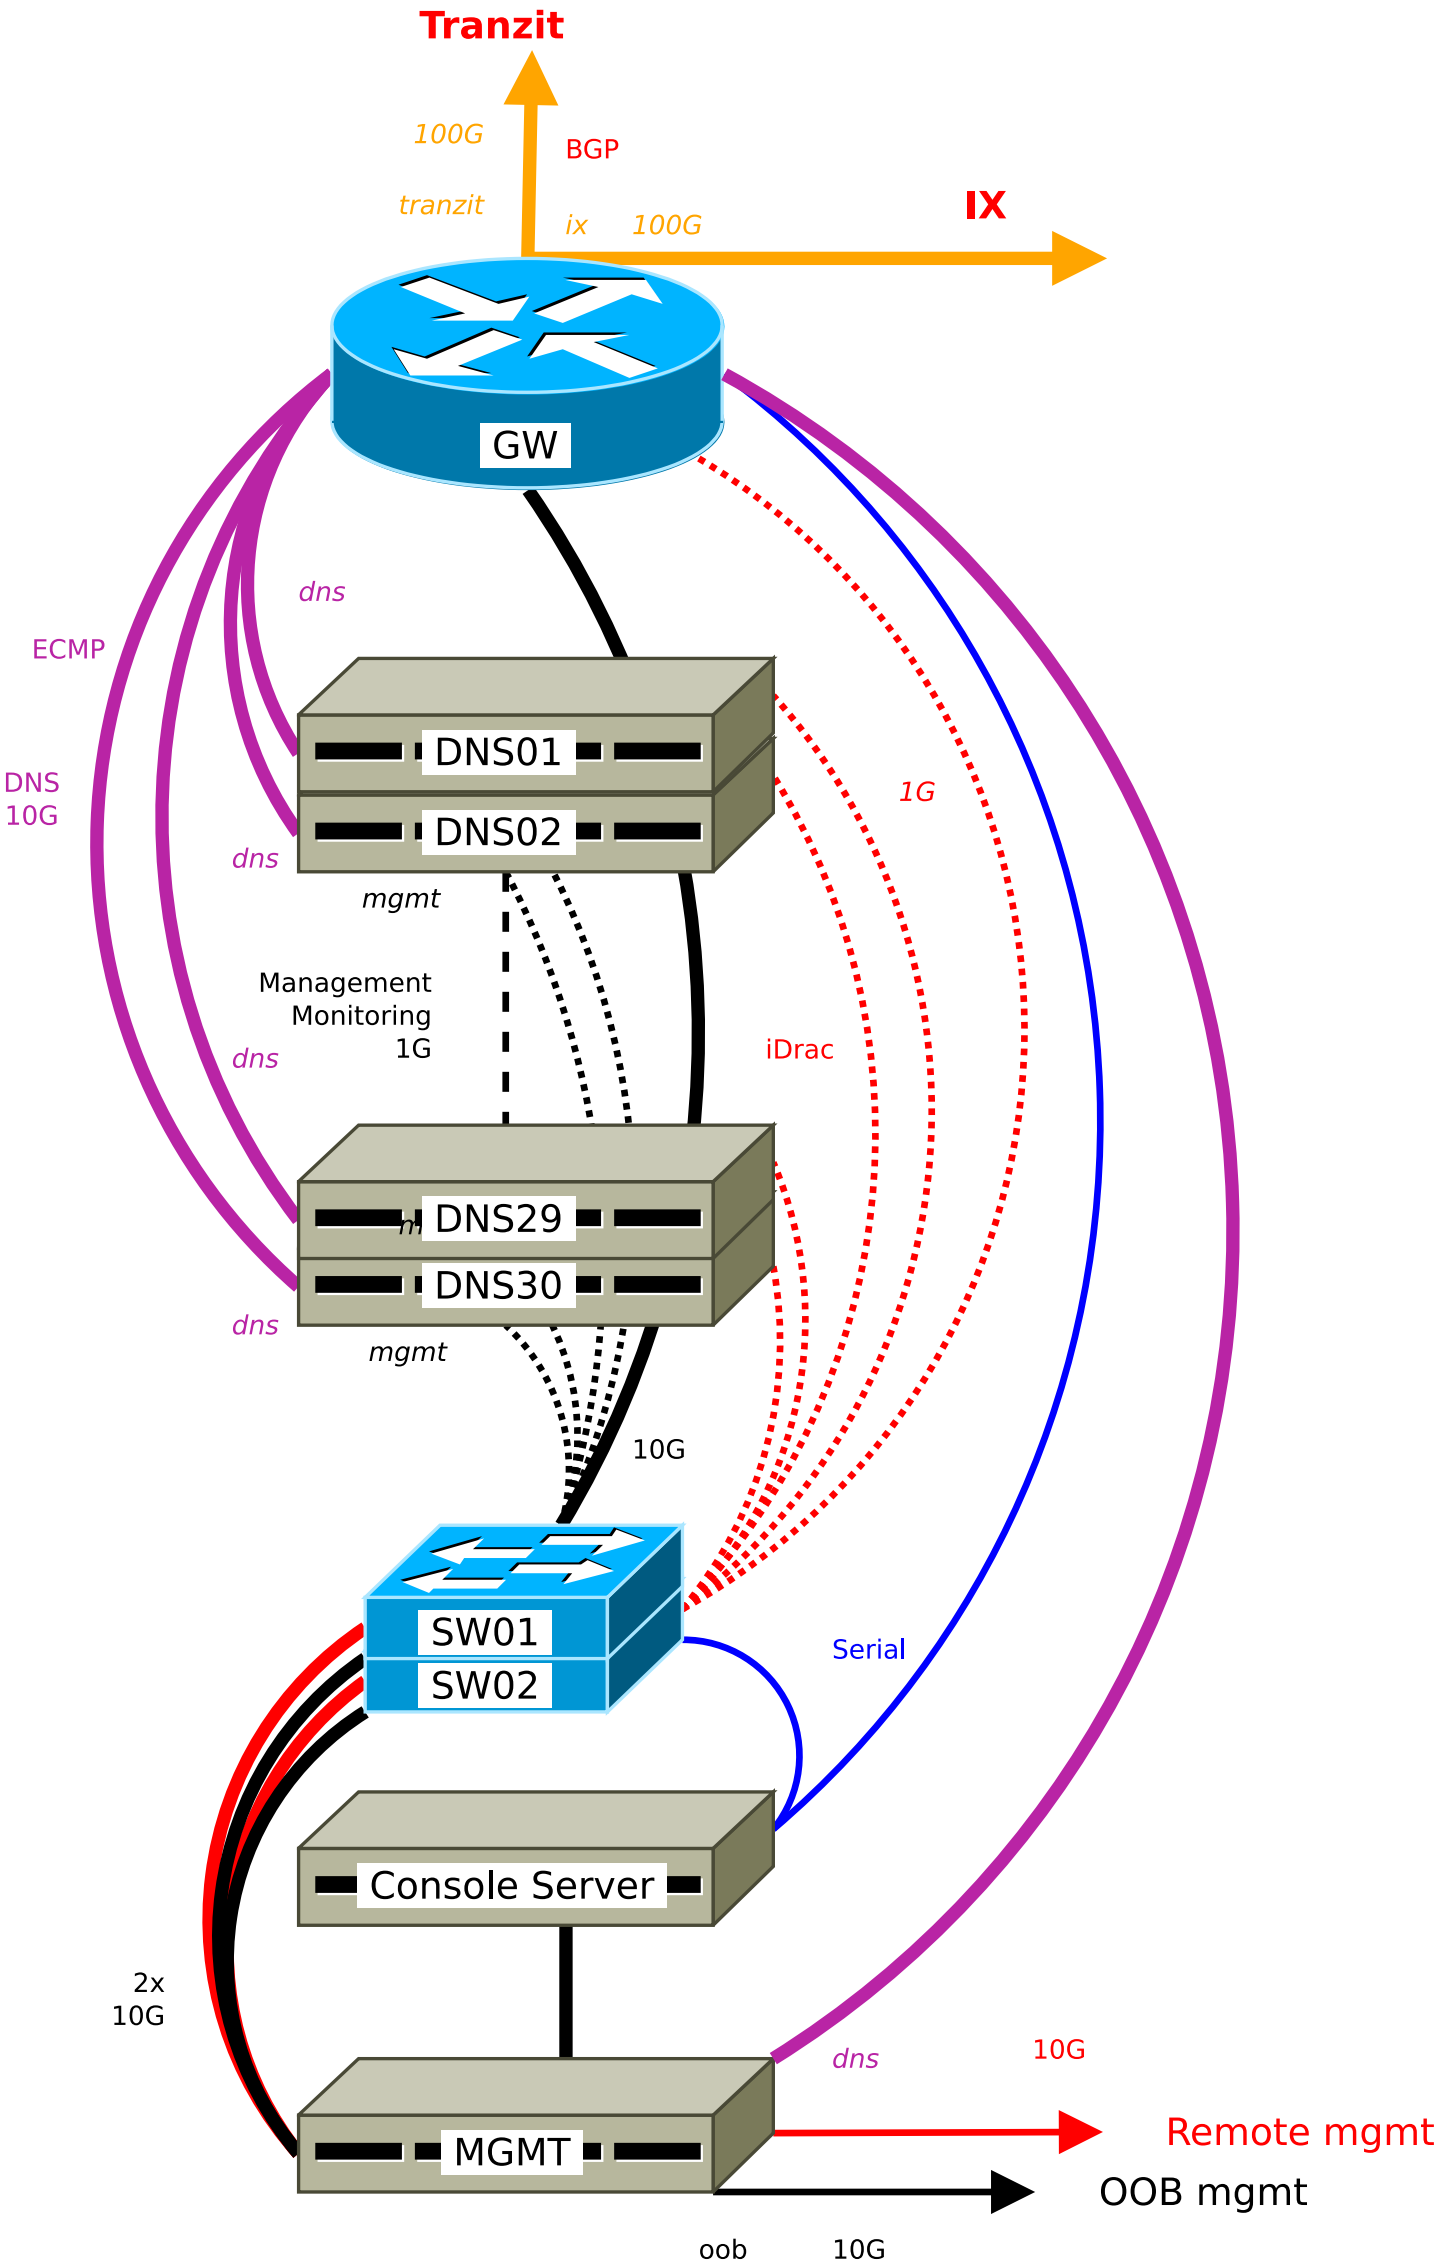 Tranzit
100G
BGP
tranzit
IX
ix 100G
GW
dns
ECMP
DNS01
DNS
10G
1G
DNS02
dns
mgmt
Management
Monitoring
1G
iDrac
dns
DNS29
DNS30
dns
mgmt
10G
SW01
Serial
SW02
Console Server
2x
10G
10G
dns
Remote mgmt
MGMT
OOB mgmt
oob 10G